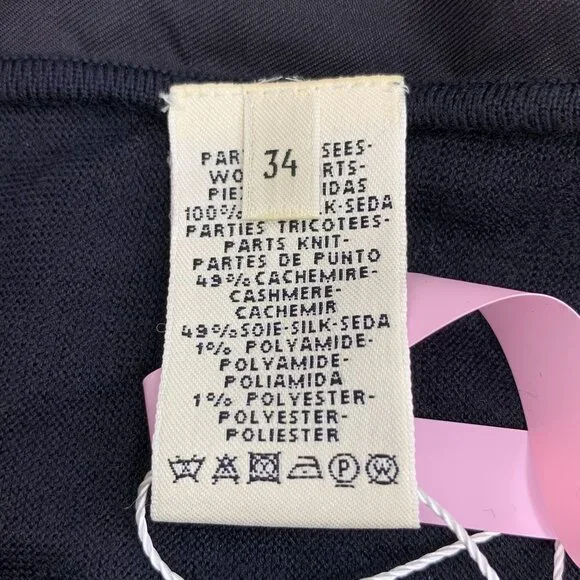 34
PAR SEES-
WO RTS-
PIE IDAS
100% K-SEDA
PARTIES TRICOTEES-
PARTS KNIT-
PARTES DE PUNTO
49%CACHEMIRE-
CASHMERE-
CACHEMIR
49%SOIE-SILK-SEDA
1% POLYAMIDE-
POLYAMIDE-
POLIAMIDA
1% POLYESTER-
POLYESTER-
POLIESTER
P W